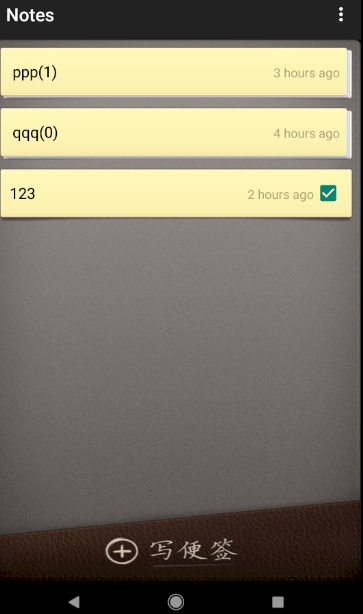 Notes
ppp(1) 3 hours ago
qqq(0) 4 hours ago
123 2 hours ago
写便签